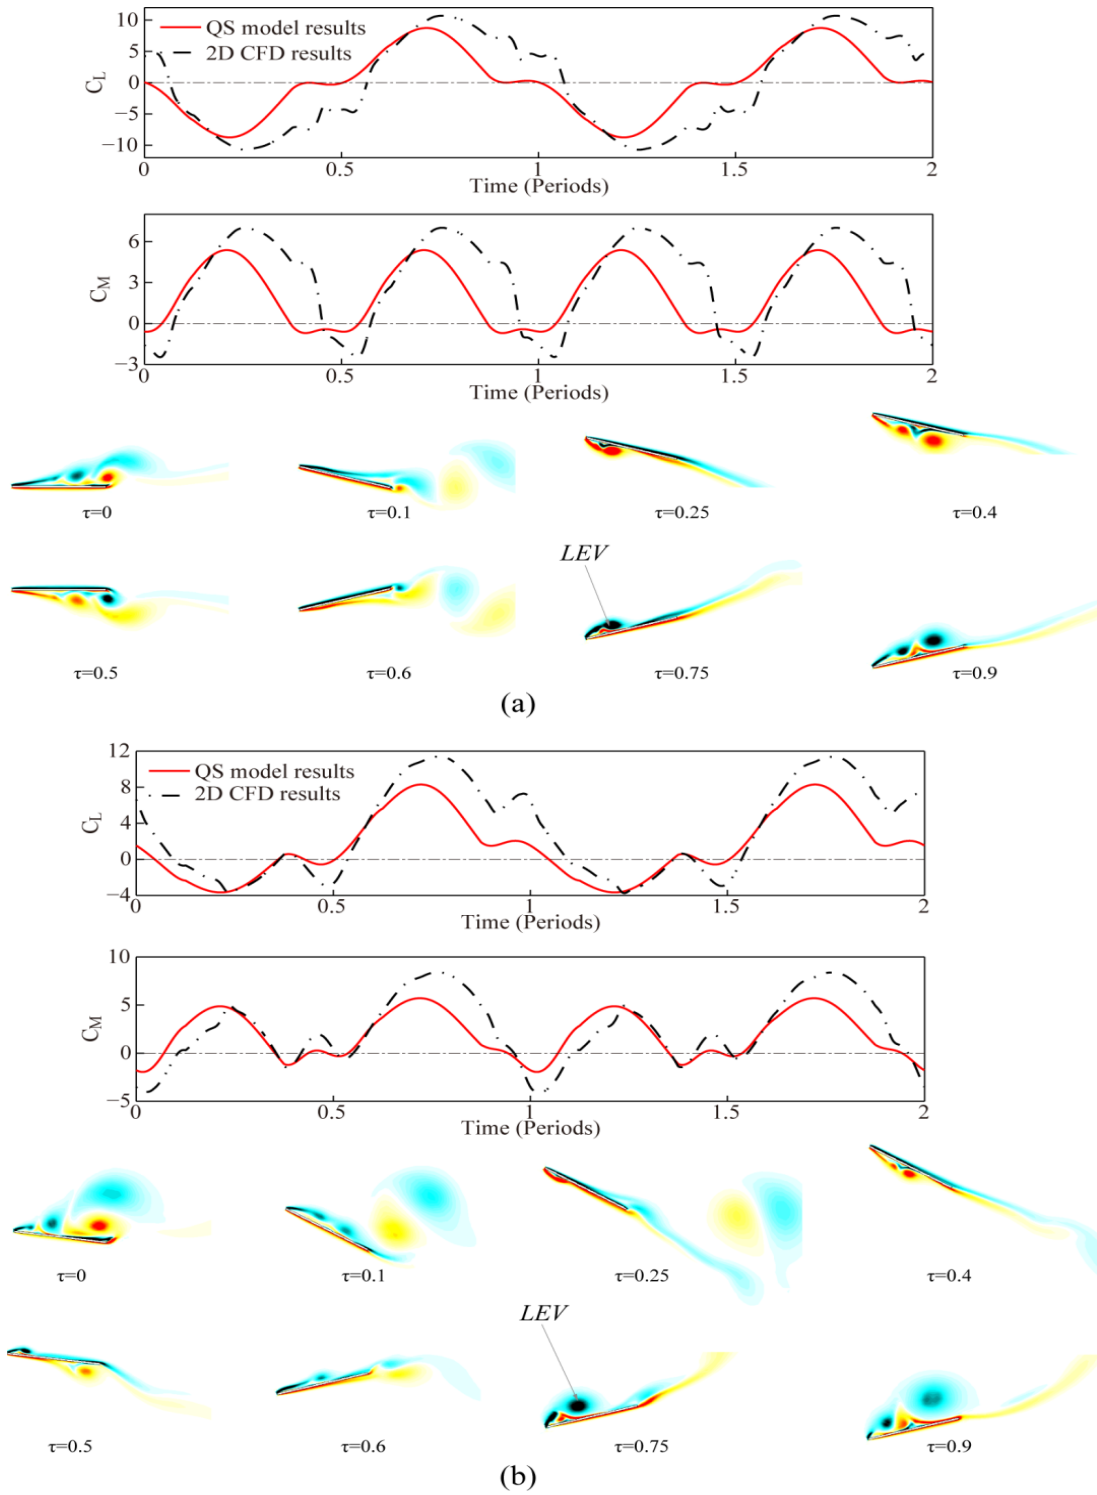 10
5
0
−5
−10
C_L
QS model results
2D CFD results
0 0.5 1 1.5 2
Time (Periods)
6
3
0
−3
C_M
0 0.5 1 1.5 2
Time (Periods)
τ=0 τ=0.1 τ=0.25 τ=0.4
LEV
τ=0.5 τ=0.6 τ=0.75 τ=0.9
(a)
12
8
4
0
−4
C_L
QS model results
2D CFD results
0 0.5 1 1.5 2
Time (Periods)
10
5
0
−5
C_M
0 0.5 1 1.5 2
Time (Periods)
τ=0 τ=0.1 τ=0.25 τ=0.4
LEV
τ=0.5 τ=0.6 τ=0.75 τ=0.9
(b)